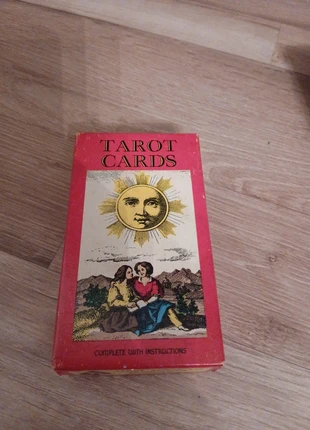 TAROT
CARDS
COMPLETE WITH INSTRUCTIONS